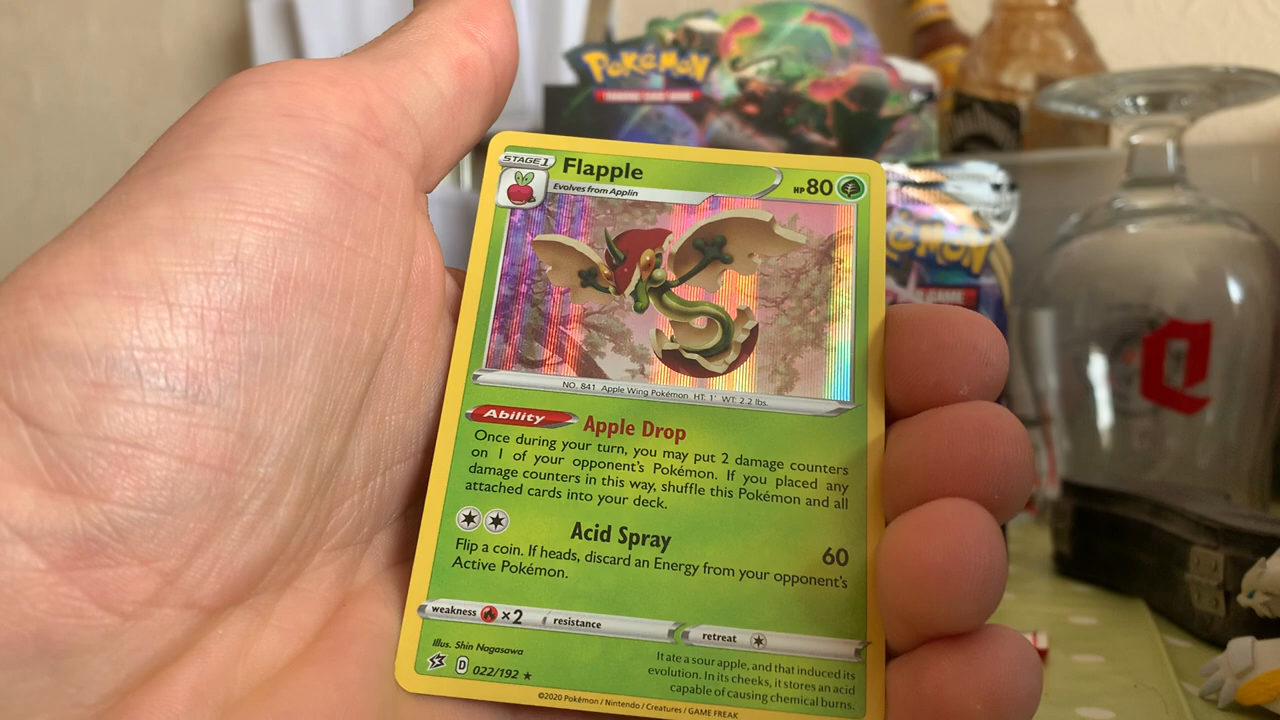 POKéMON
TRADING CARD GAME
STAGE 1
Flapple
HP 80
Evolves from Applin
NO. 841 Apple Wing Pokémon HT: 1' WT: 2.2 lbs.
Ability Apple Drop
Once during your turn, you may put 2 damage counters
on 1 of your opponent's Pokémon. If you placed any
damage counters in this way, shuffle this Pokémon and all
attached cards into your deck.
Acid Spray 60
Flip a coin. If heads, discard an Energy from your opponent's
Active Pokémon.
weakness ×2 resistance retreat
Illus. Shin Nagasawa
D 022/192 ★
It ate a sour apple, and that induced its
evolution. In its cheeks, it stores an acid
capable of causing chemical burns.
©2020 Pokémon / Nintendo / Creatures / GAME FREAK
GAME